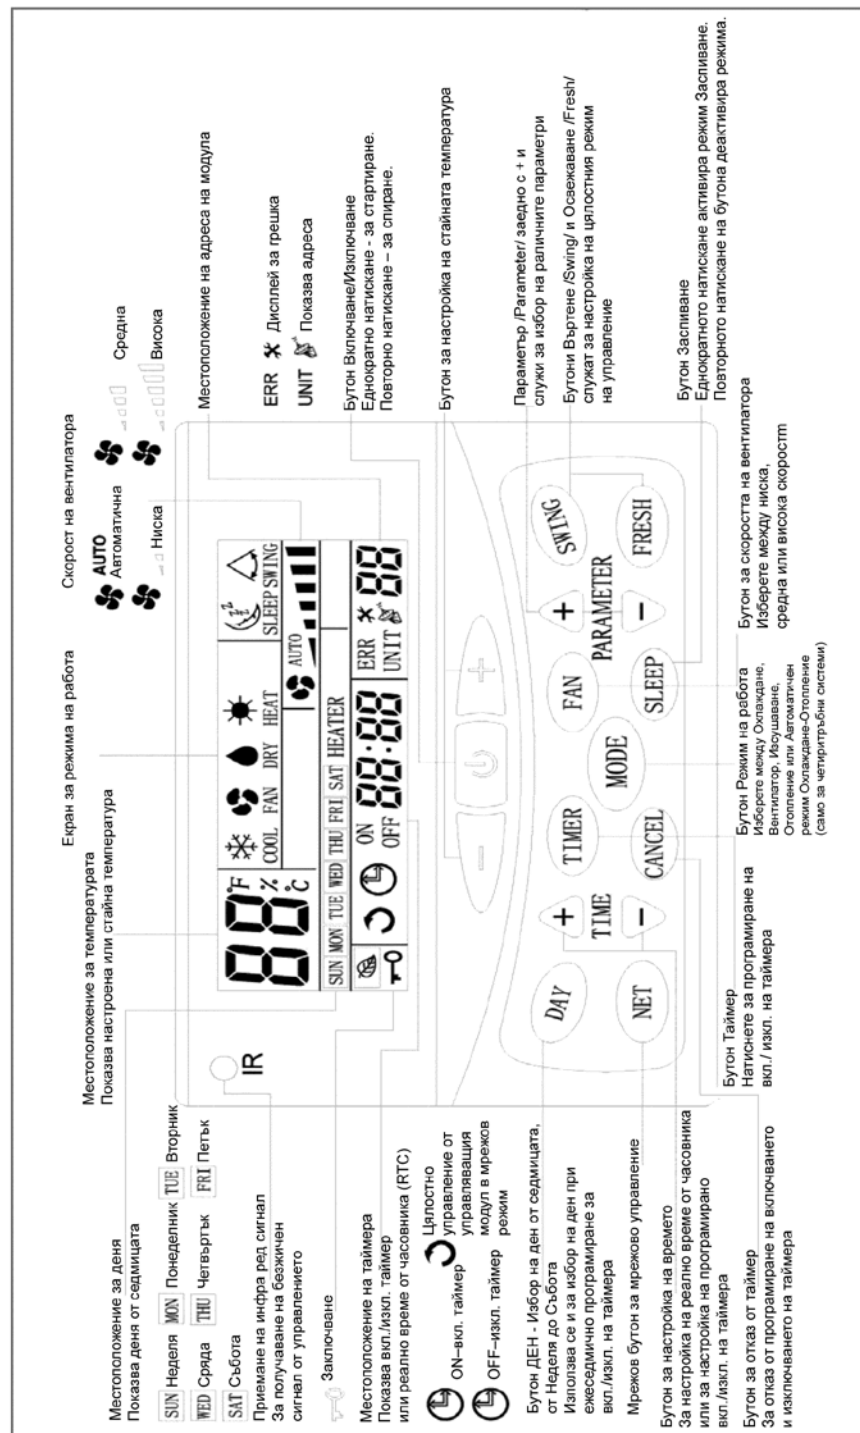 Местоположение за деня
Показва деня от седмицата
SUN Неделя MON Понеделник TUE Вторник
WED Сряда THU Четвъртък FRI Петък
SAT Събота
Приемане на инфра ред сигнал
За получаване на безжичен
сигнал от управлението
Заключване
Местоположение на таймера
Показва вкл./изкл. таймер
или реално време от часовника (RTC)
ON–вкл. таймер
OFF–изкл. таймер
Цялостно
управление от
управляващия
модул в мрежов
режим
Бутон ДЕН - Избор на ден от седмицата,
от Неделя до Събота
Използва се и за избор на ден при
ежеседмично програмиране за
вкл./изкл. на таймера
Мрежов бутон за мрежово управление
Бутон за настройка на времето
За настройка на реално време от часовника
или за настройка на програмирано
вкл./изкл. на таймера
Бутон за отказ от таймер
За отказ от програмиране на включването
и изключването на таймера
Местоположение за температурата
Показва настроена или стайна температура
Екран за режима на работа
Скорост на вентилатора
AUTO
Автоматична
Ниска
Средна
Висока
IR
88 °F % °C
COOL FAN DRY HEAT
SLEEP SWING
AUTO
SUN MON TUE WED THU FRI SAT HEATER
ON
OFF
88:88
ERR
UNIT
88
DAY
NET
+
TIME
−
TIMER
CANCEL
MODE
FAN
SLEEP
+
PARAMETER
−
SWING
FRESH
−
+
Бутон Таймер
Натиснете за програмиране на
вкл./ изкл. на таймера
Бутон Режим на работа
Изберете между Охлаждане,
Вентилатор, Изсушаване,
Отопление или Автоматичен
режим Охлаждане-Отопление
(само за четиритръбни системи)
Бутон за скоростта на вентилатора
Изберете между ниска,
средна или висока скоростm
Местоположение на адреса на модула
ERR Дисплей за грешка
UNIT Показва адреса
Бутон Включване/Изключване
Еднократно натискане - за стартиране.
Повторно натискане – за спиране.
Бутон за настройка на стайната температура
Параметър /Parameter/ заедно с + и
служи за избор на раличните параметри
Бутони Въртене /Swing/ и Освежаване /Fresh/
служат за настройка на цялостния режим
на управление
Бутон Заспиване
Еднократното натискане активира режим Заспиване.
Повторното натискане на бутона деактивира режима.